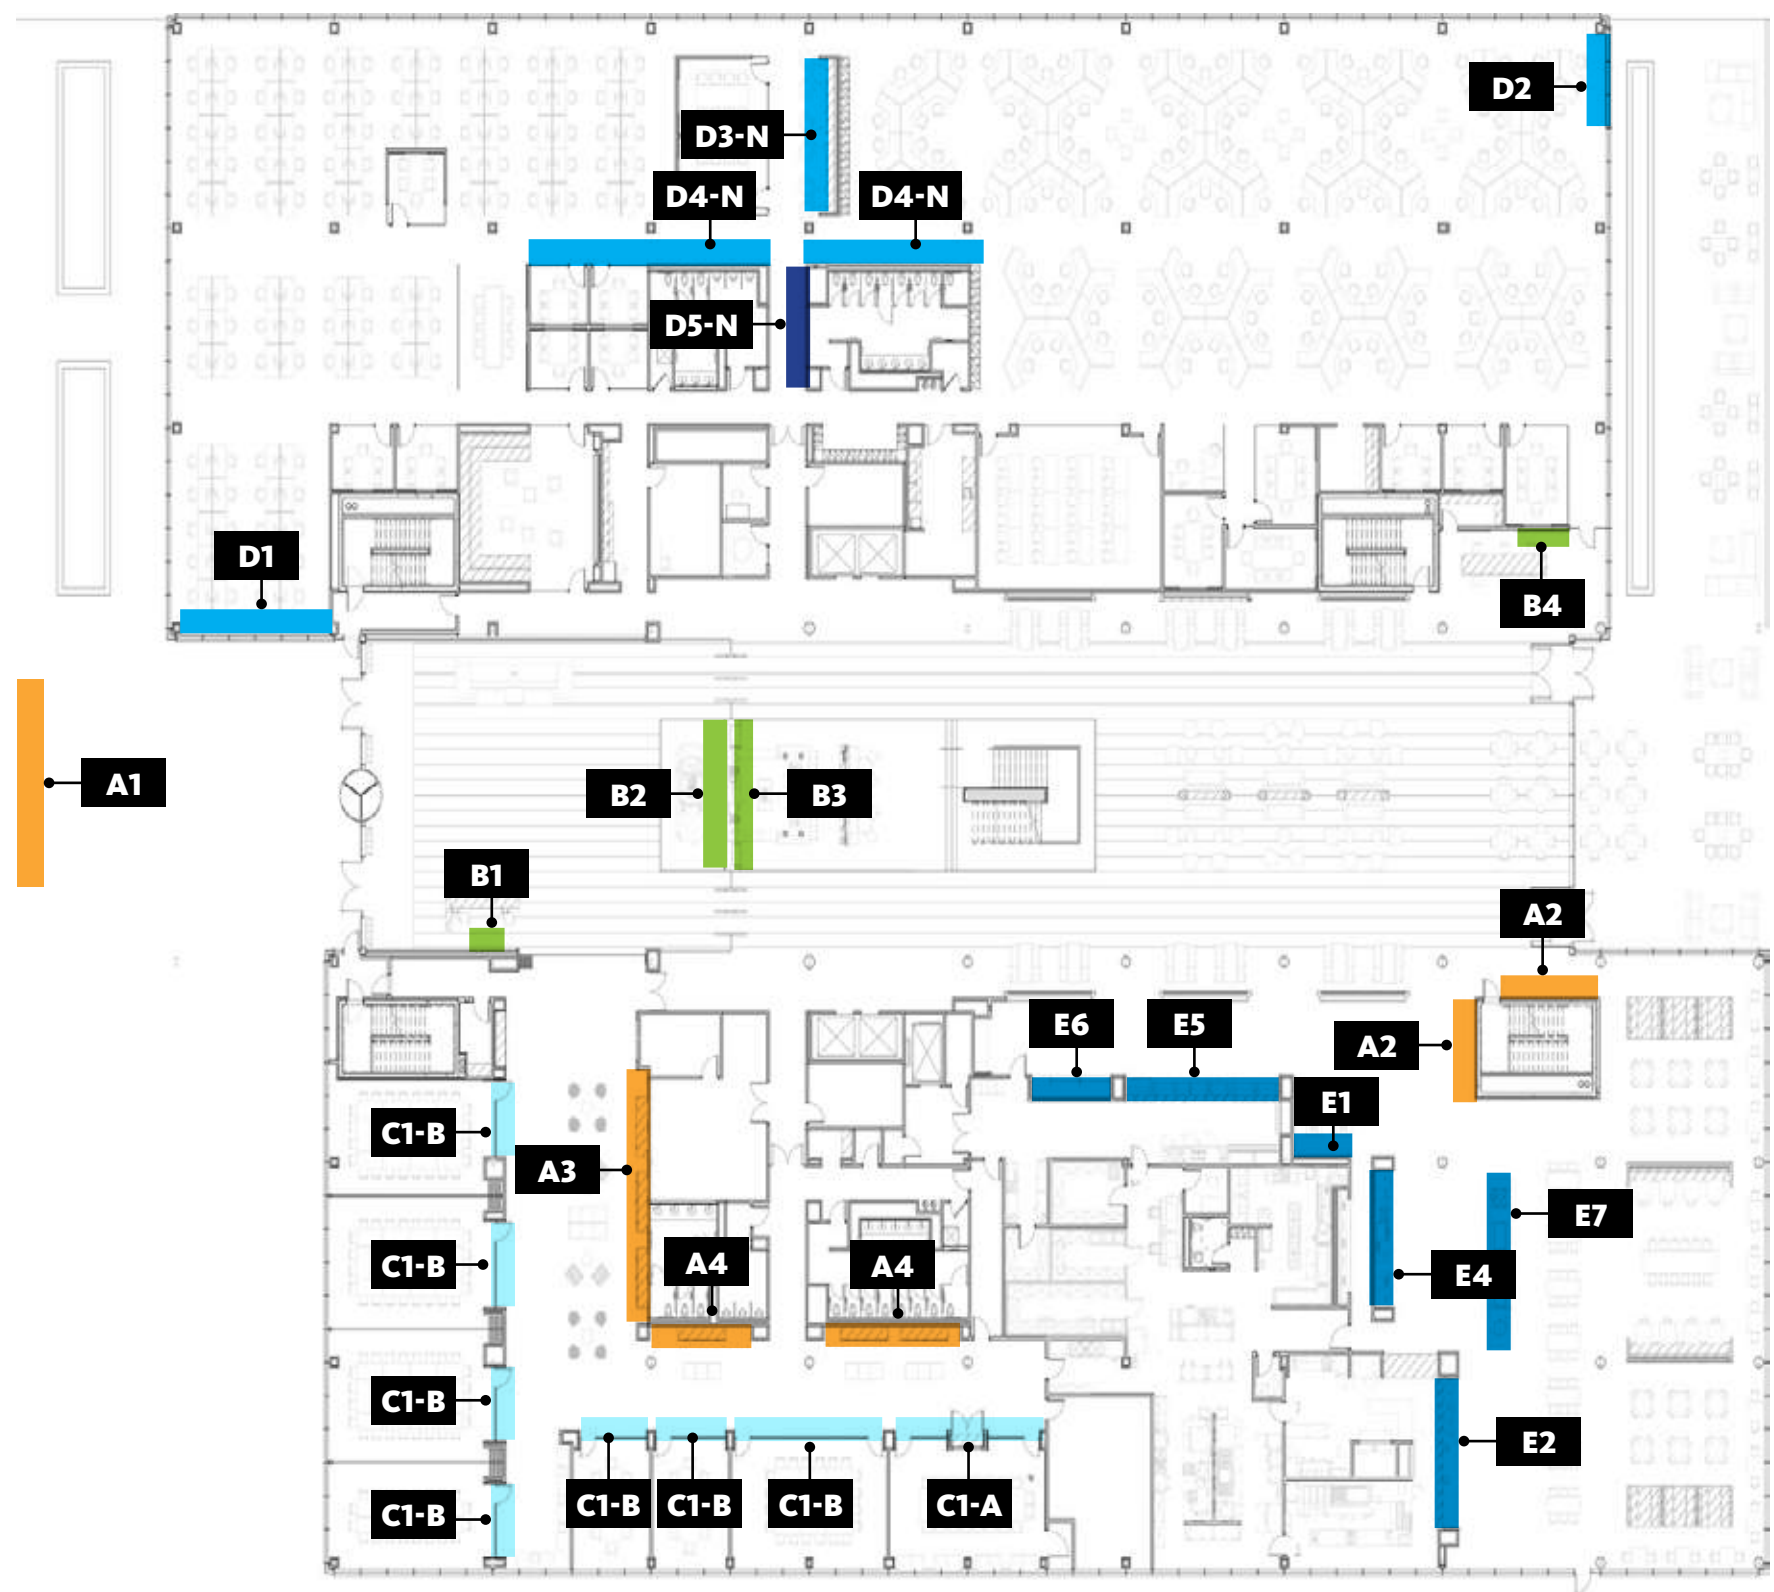 D2
D3-N
D4-N
D4-N
D5-N
D1
B4
A1
B2
B3
B1
A2
E6
E5
A2
E1
C1-B
A3
E7
C1-B
A4
A4
E4
C1-B
E2
C1-B
C1-B
C1-B
C1-B
C1-A